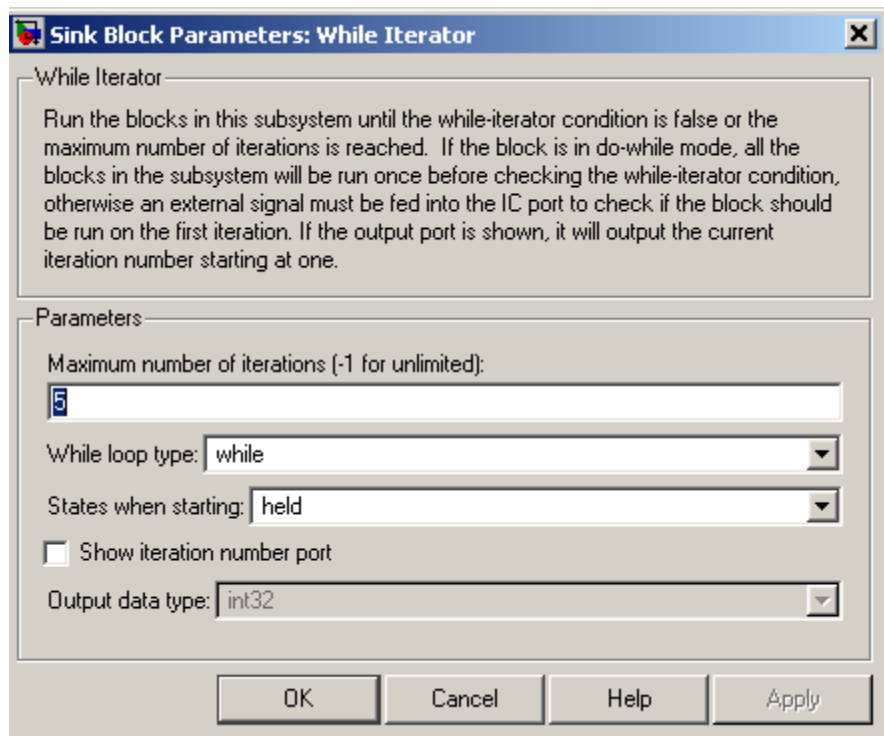 Sink Block Parameters: While Iterator
While Iterator
Run the blocks in this subsystem until the while-iterator condition is false or the
maximum number of iterations is reached.  If the block is in do-while mode, all the
blocks in the subsystem will be run once before checking the while-iterator condition,
otherwise an external signal must be fed into the IC port to check if the block should
be run on the first iteration. If the output port is shown, it will output the current
iteration number starting at one.
Parameters
Maximum number of iterations (-1 for unlimited):
5
While loop type: while
States when starting: held
Show iteration number port
Output data type: int32
OK Cancel Help Apply